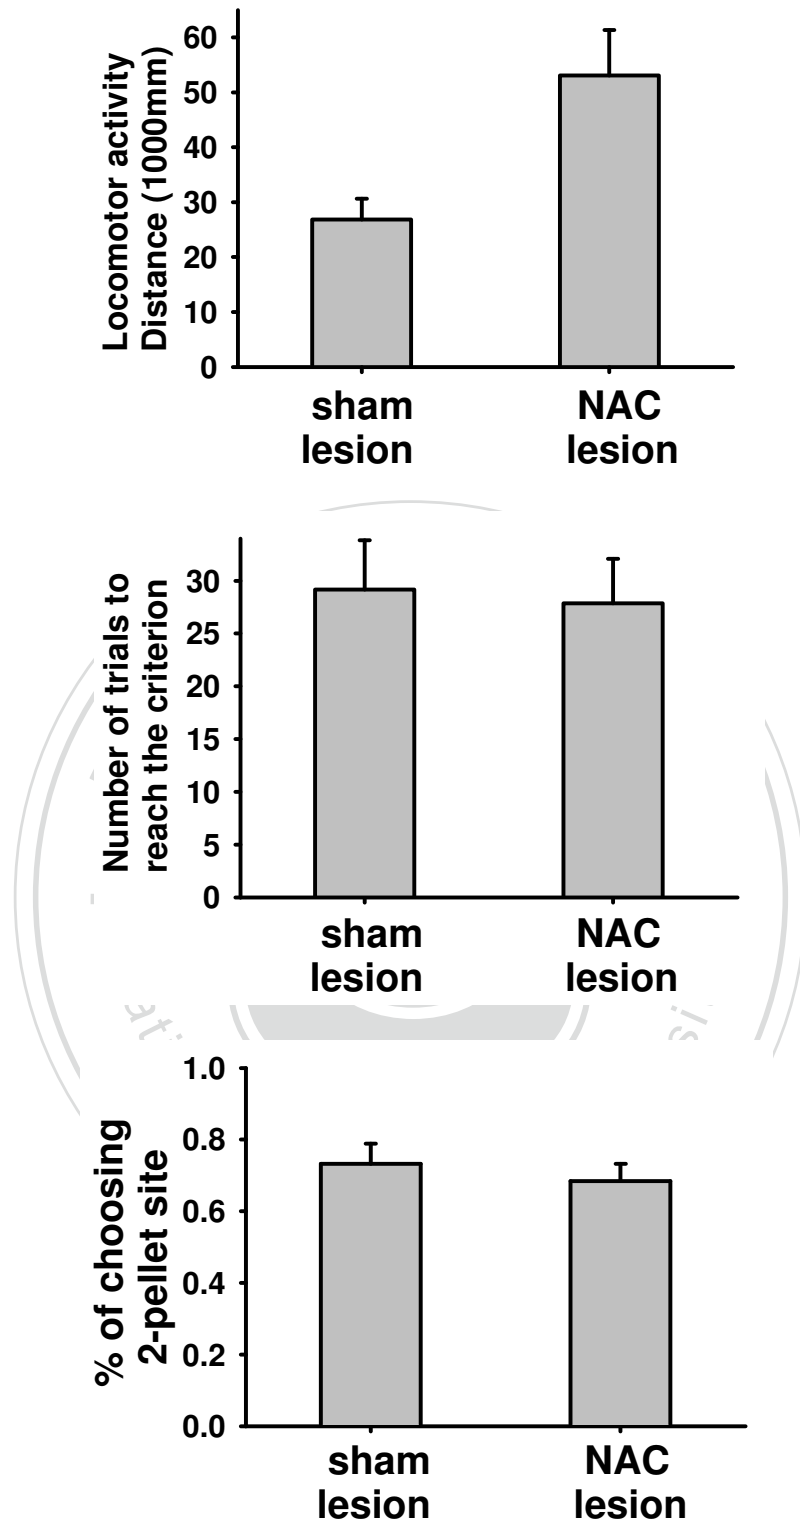 Locomotor activity
Distance (1000mm)
60
50
40
30
20
10
0
sham
lesion
NAC
lesion
Number of trials to
reach the criterion
30
25
20
15
10
5
0
sham
lesion
NAC
lesion
% of choosing
2-pellet site
1.0
0.8
0.6
0.4
0.2
0.0
sham
lesion
NAC
lesion